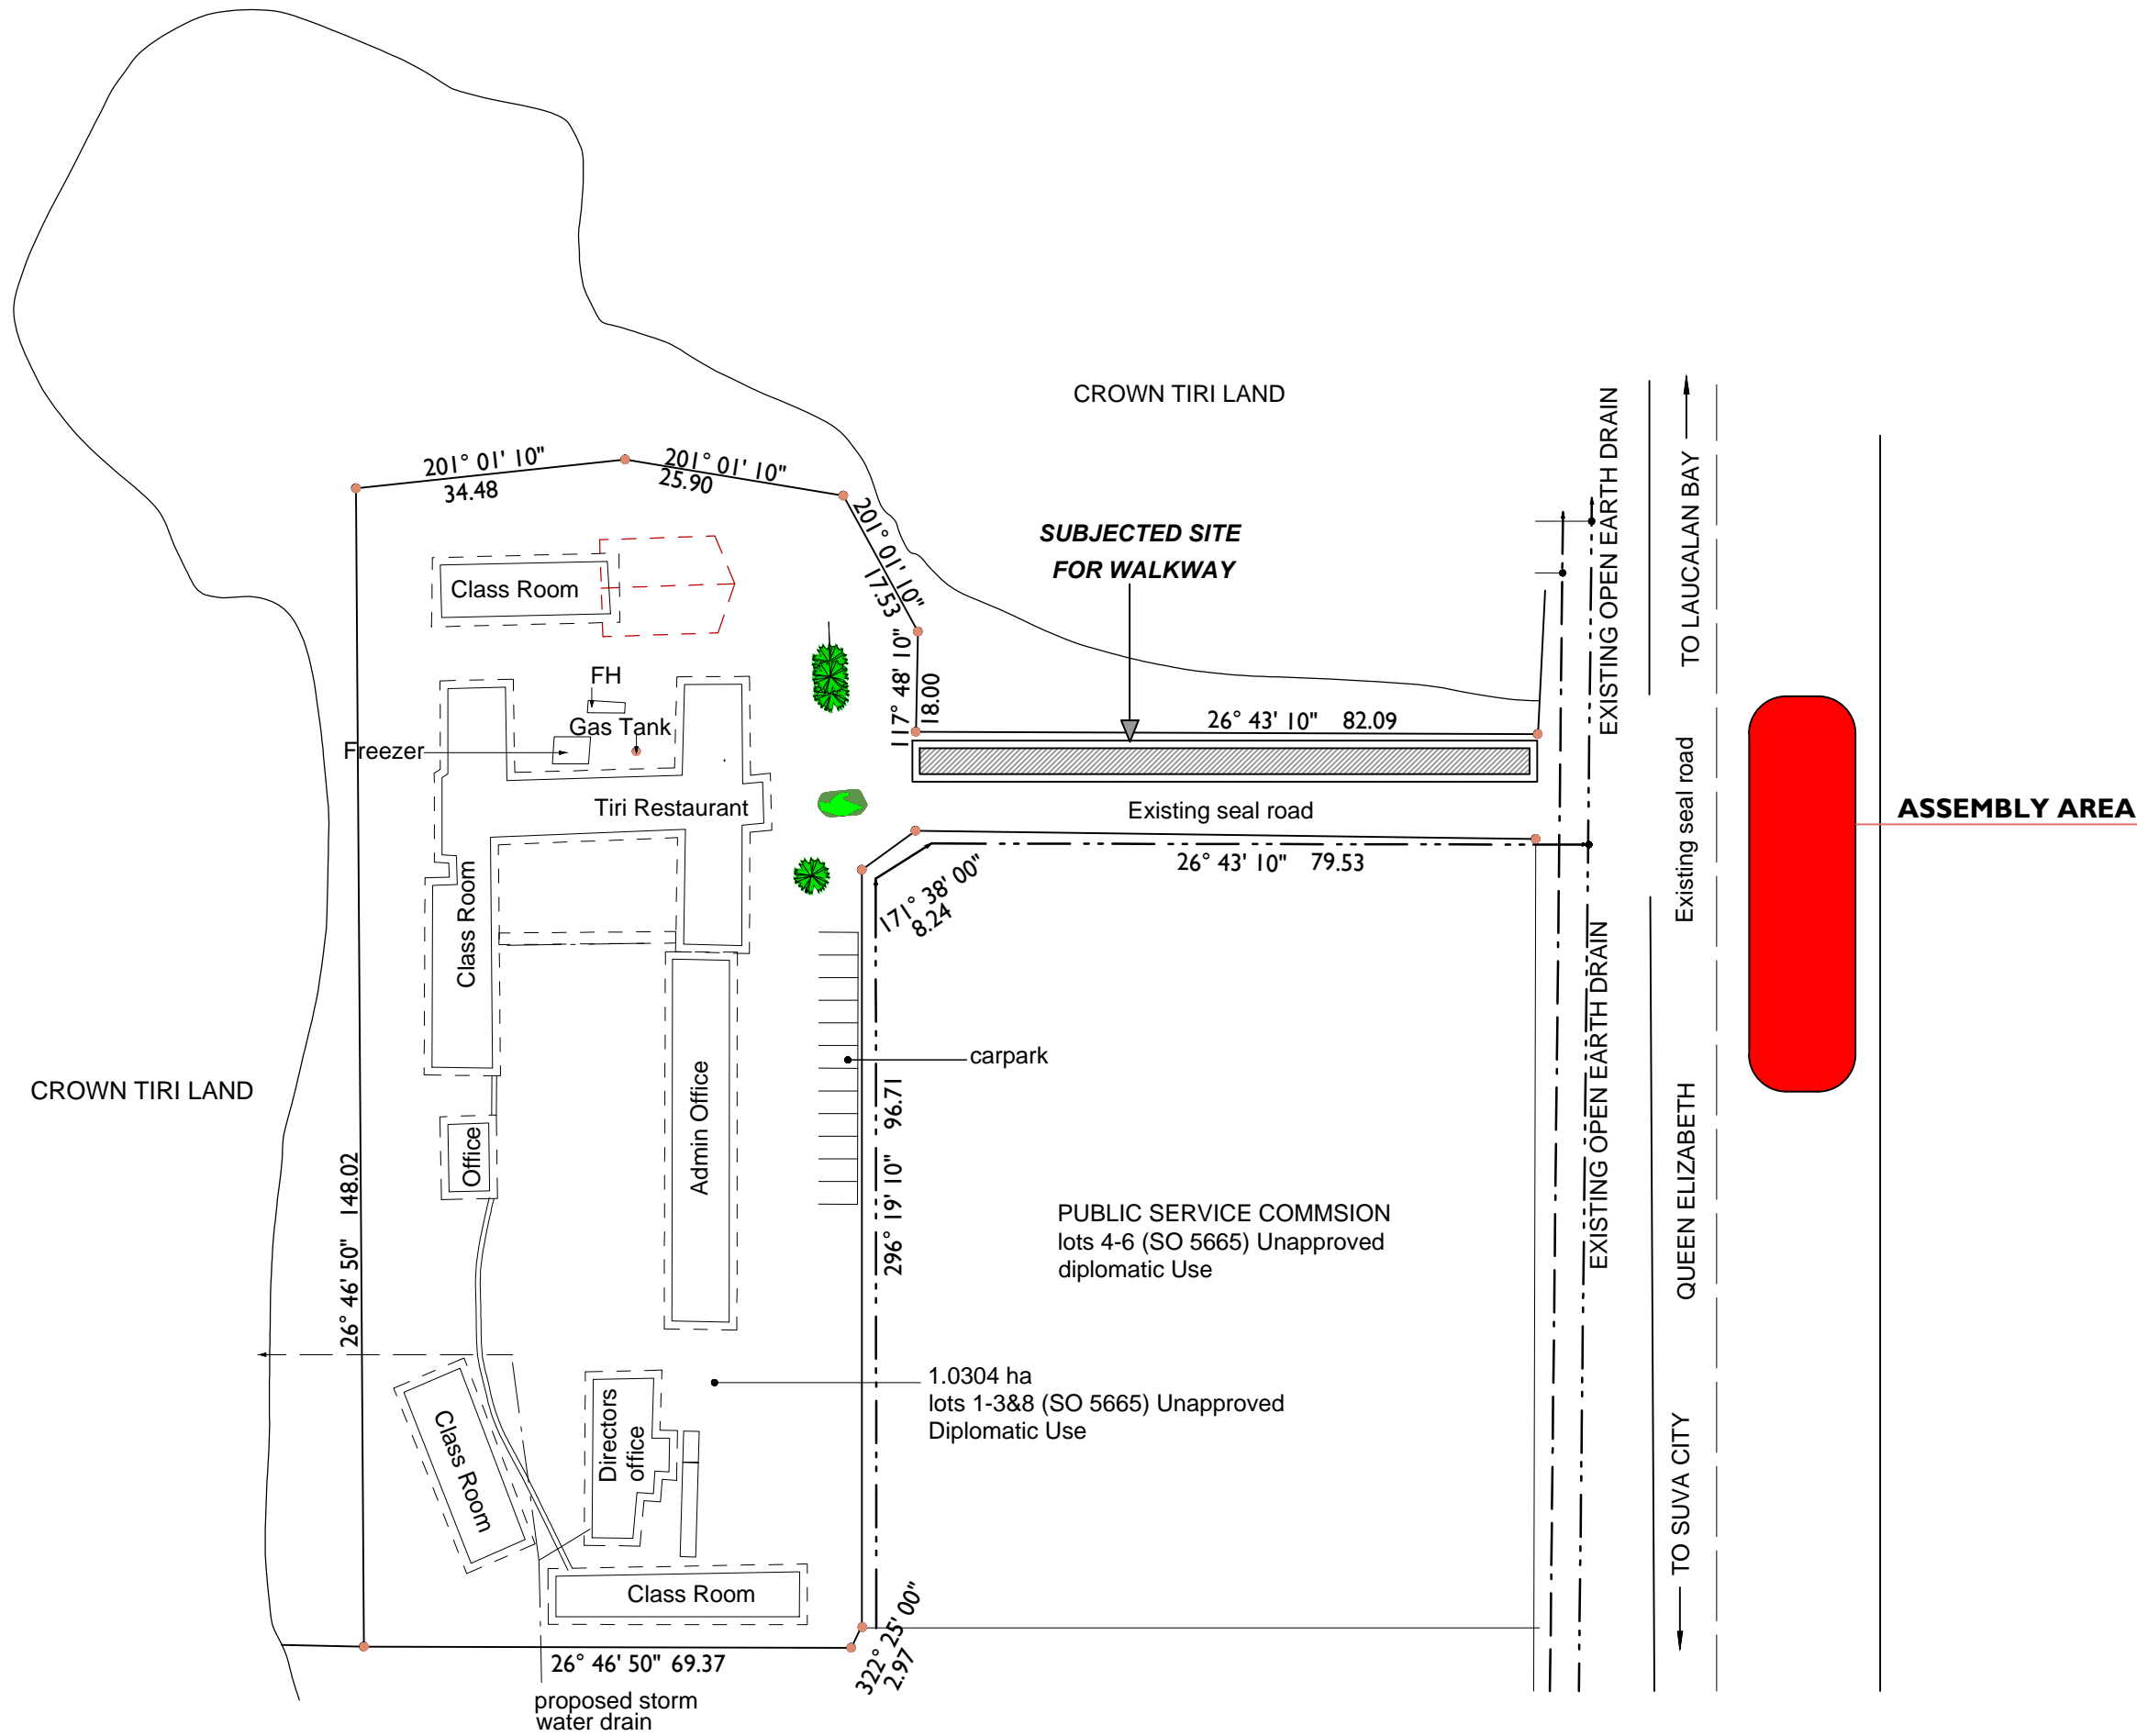 CROWN TIRI LAND
201° 01' 10"
34.48
201° 01' 10"
25.90
201° 01' 10"
17.53
117° 48' 10"
18.00
SUBJECTED SITE
FOR WALKWAY
26° 43' 10" 82.09
EXISTING OPEN EARTH DRAIN
TO LAUCALAN BAY
Class Room
FH
Gas Tank
Freezer
Tiri Restaurant
Existing seal road
Existing seal road
ASSEMBLY AREA
26° 43' 10" 79.53
171° 38' 00"
8.24
Class Room
carpark
CROWN TIRI LAND
Admin Office
Office
296° 19' 10" 96.71
26° 46' 50" 148.02
EXISTING OPEN EARTH DRAIN
QUEEN ELIZABETH
PUBLIC SERVICE COMMSION
lots 4-6 (SO 5665) Unapproved
diplomatic Use
1.0304 ha
lots 1-3&8 (SO 5665) Unapproved
Diplomatic Use
Class Room
Directors
office
TO SUVA CITY
Class Room
26° 46' 50" 69.37
322° 25' 00"
2.97
proposed storm
water drain